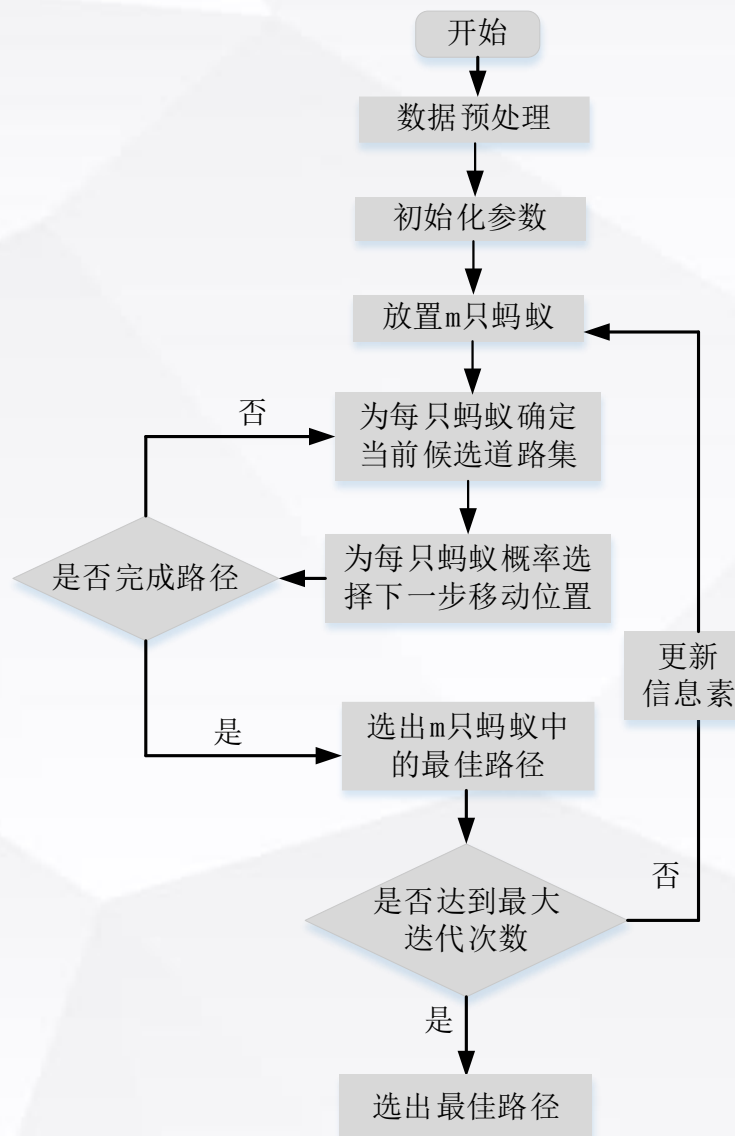 开始
数据预处理
初始化参数
放置m只蚂蚁
否
为每只蚂蚁确定
当前候选道路集
是否完成路径
为每只蚂蚁概率选
择下一步移动位置
更新
信息素
是
选出m只蚂蚁中
的最佳路径
否
是否达到最大
迭代次数
是
选出最佳路径